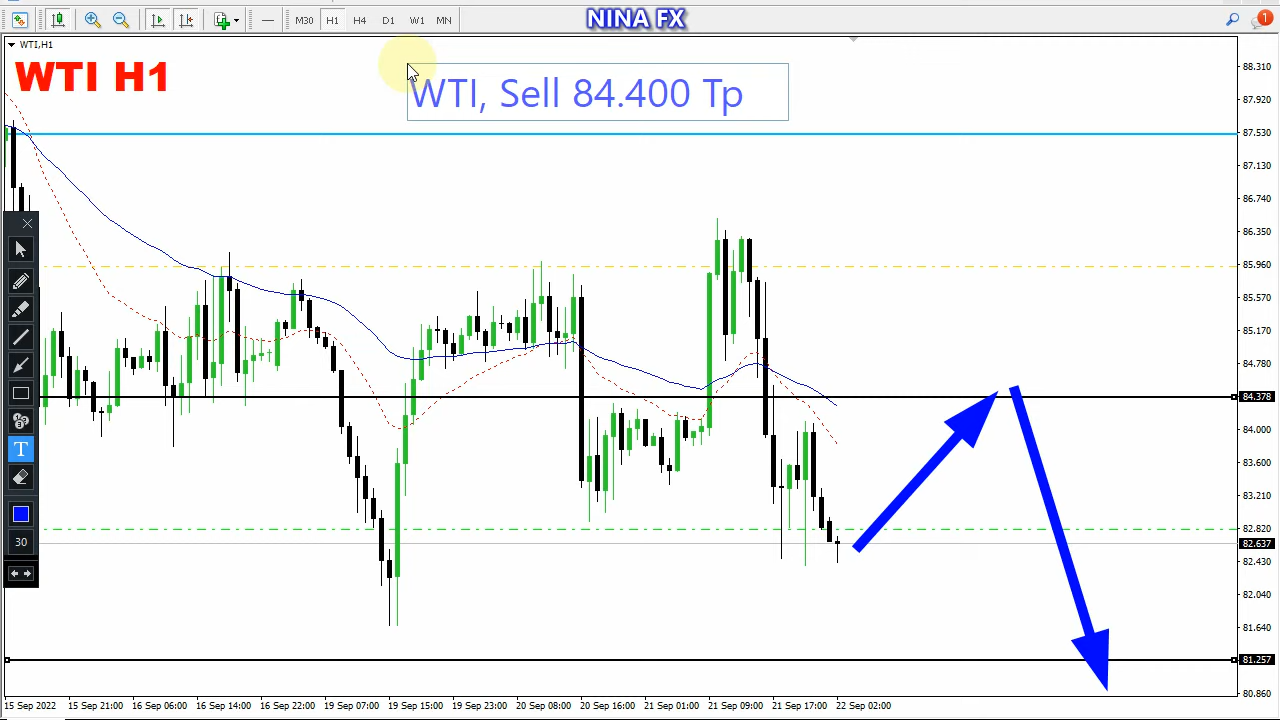 NINA FX
M30 H1 H4 D1 W1 MN
1
WTI,H1
WTI H1
WTI, Sell 84.400 Tp
T
30
88.310
87.920
87.530
87.130
86.740
86.350
85.960
85.570
85.170
84.780
84.378
84.000
83.600
83.210
82.820
82.637
82.430
82.040
81.640
81.257
80.860
15 Sep 2022
15 Sep 21:00
16 Sep 06:00
16 Sep 14:00
16 Sep 22:00
19 Sep 07:00
19 Sep 15:00
19 Sep 23:00
20 Sep 08:00
20 Sep 16:00
21 Sep 01:00
21 Sep 09:00
21 Sep 17:00
22 Sep 02:00